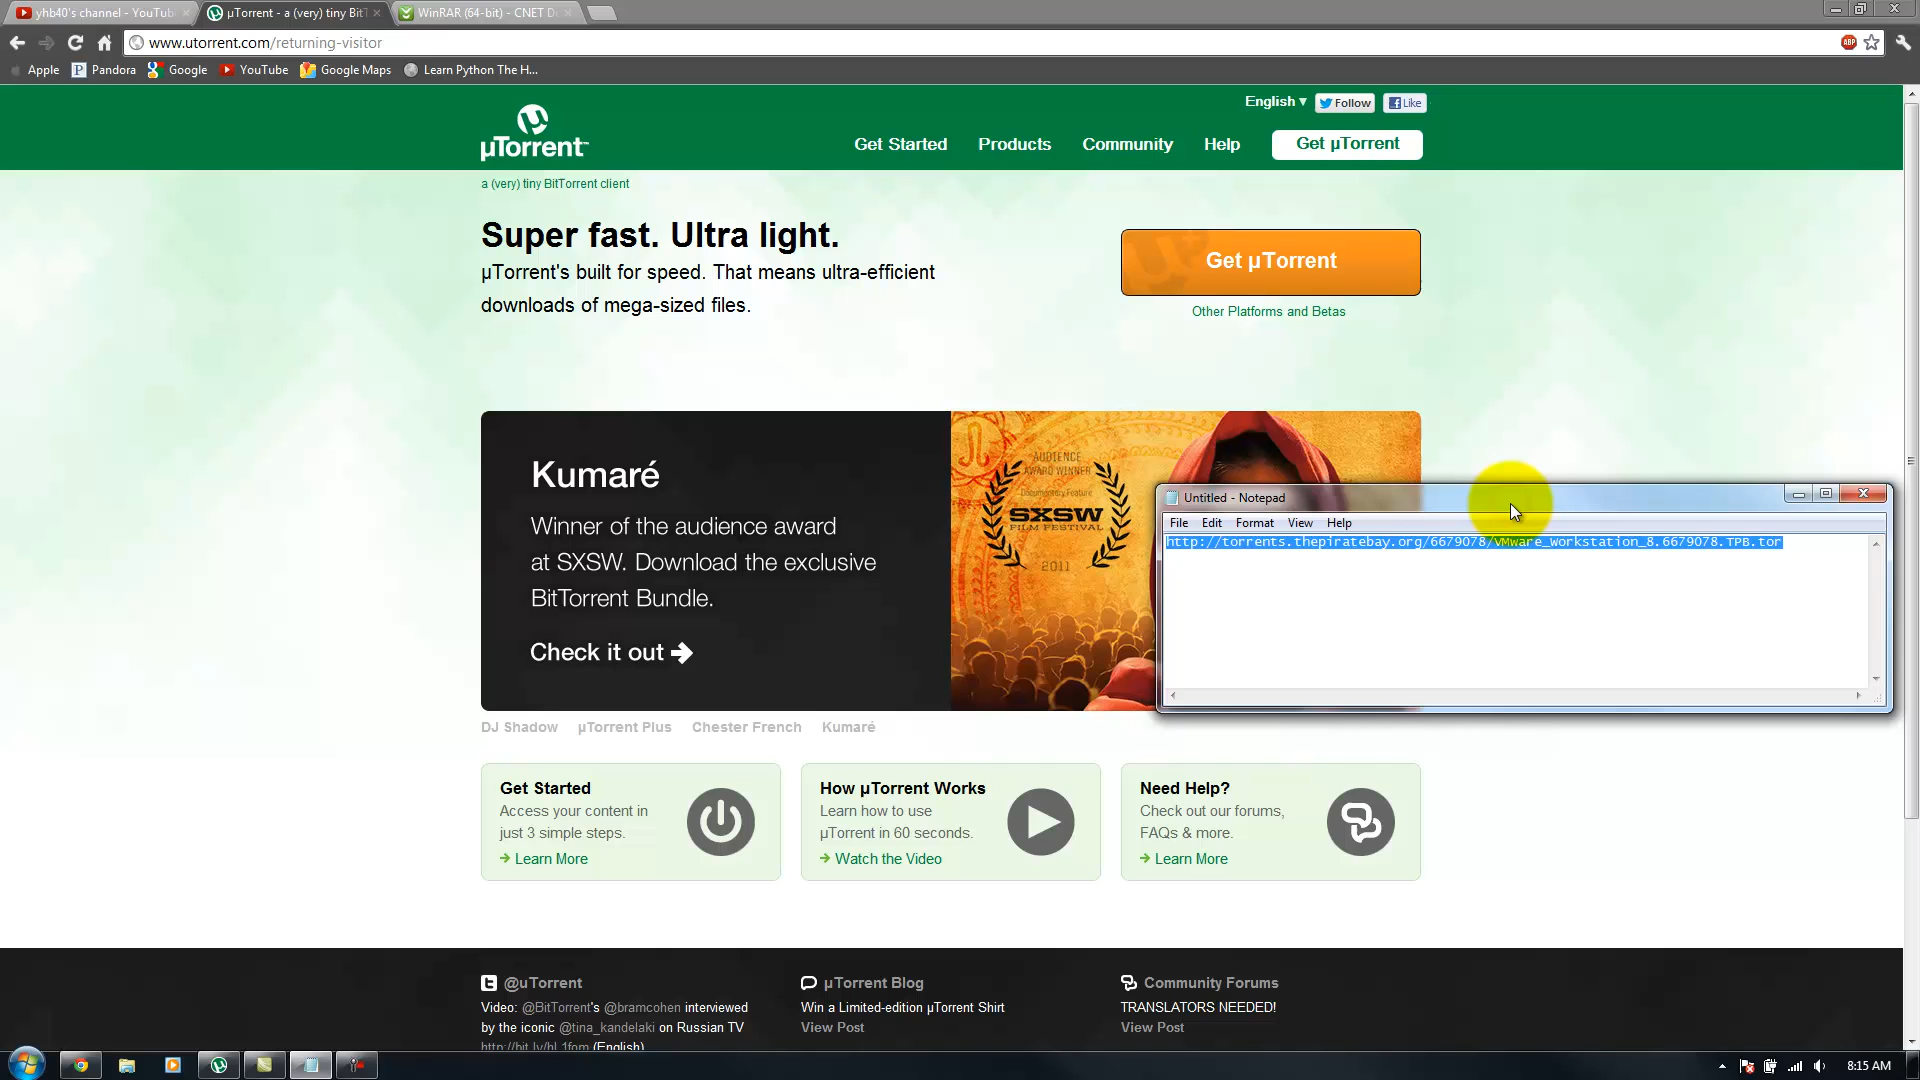 yhb40's channel - YouTube
µTorrent - a (very) tiny BitT
WinRAR (64-bit) - CNET D
www.utorrent.com/returning-visitor
ABP
Apple
Pandora
Google
YouTube
Google Maps
Learn Python The H...
English ▾
Follow
Like
µTorrent™
Get Started
Products
Community
Help
Get µTorrent
a (very) tiny BitTorrent client
Super fast. Ultra light.
µTorrent's built for speed. That means ultra-efficient
downloads of mega-sized files.
Get µTorrent
Other Platforms and Betas
Kumaré
Winner of the audience award
at SXSW. Download the exclusive
BitTorrent Bundle.
Check it out
AUDIENCE
AWARD WINNER
Documentary Feature
SXSW
FILM FESTIVAL
2011
Untitled - Notepad
File
Edit
Format
View
Help
http://torrents.thepiratebay.org/6679078/VMware_Workstation_8.6679078.TPB.tor
DJ Shadow
µTorrent Plus
Chester French
Kumaré
Get Started
Access your content in
just 3 simple steps.
Learn More
How µTorrent Works
Learn how to use
µTorrent in 60 seconds.
Watch the Video
Need Help?
Check out our forums,
FAQs & more.
Learn More
@uTorrent
Video: @BitTorrent's @bramcohen interviewed
by the iconic @tina_kandelaki on Russian TV
(English)
µTorrent Blog
Win a Limited-edition µTorrent Shirt
View Post
Community Forums
TRANSLATORS NEEDED!
View Post
8:15 AM